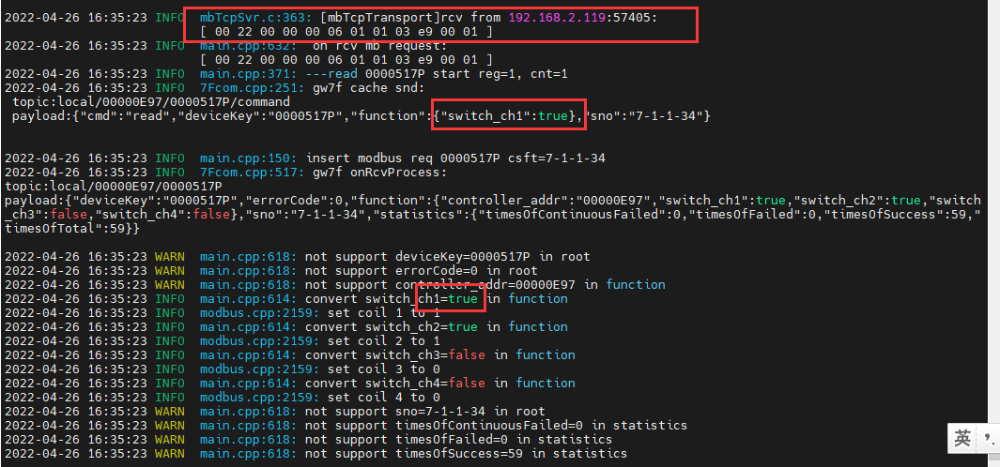 2022-04-26 16:35:23 INFO mbTcpSvr.c:363: [mbTcpTransport]rcv from 192.168.2.119:57405:
[ 00 22 00 00 00 06 01 01 03 e9 00 01 ]
2022-04-26 16:35:23 INFO main.cpp:632: on rcv mb request:
[ 00 22 00 00 00 06 01 01 03 e9 00 01 ]
2022-04-26 16:35:23 INFO main.cpp:371: ---read 0000517P start reg=1, cnt=1
2022-04-26 16:35:23 INFO 7Fcom.cpp:251: gw7f cache snd:
topic:local/00000E97/0000517P/command
payload:{"cmd":"read","deviceKey":"0000517P","function":{"switch_ch1":true},"sno":"7-1-1-34"}
2022-04-26 16:35:23 INFO main.cpp:150: insert modbus req 0000517P csft=7-1-1-34
2022-04-26 16:35:23 INFO 7Fcom.cpp:517: gw7f onRcvProcess:
topic:local/00000E97/0000517P
payload:{"deviceKey":"0000517P","errorCode":0,"function":{"controller_addr":"00000E97","switch_ch1":true,"switch_ch2":true,"switch
_ch3":false,"switch_ch4":false},"sno":"7-1-1-34","statistics":{"timesOfContinuousFailed":0,"timesOfFailed":0,"timesOfSuccess":59,"
timesOfTotal":59}}
2022-04-26 16:35:23 WARN main.cpp:618: not support deviceKey=0000517P in root
2022-04-26 16:35:23 WARN main.cpp:618: not support errorCode=0 in root
2022-04-26 16:35:23 WARN main.cpp:618: not support controller_addr=00000E97 in function
2022-04-26 16:35:23 INFO main.cpp:614: convert switch_ch1=true in function
2022-04-26 16:35:23 INFO modbus.cpp:2159: set coil 1 to 1
2022-04-26 16:35:23 INFO main.cpp:614: convert switch_ch2=true in function
2022-04-26 16:35:23 INFO modbus.cpp:2159: set coil 2 to 1
2022-04-26 16:35:23 INFO main.cpp:614: convert switch_ch3=false in function
2022-04-26 16:35:23 INFO modbus.cpp:2159: set coil 3 to 0
2022-04-26 16:35:23 INFO main.cpp:614: convert switch_ch4=false in function
2022-04-26 16:35:23 INFO modbus.cpp:2159: set coil 4 to 0
2022-04-26 16:35:23 WARN main.cpp:618: not support sno=7-1-1-34 in root
2022-04-26 16:35:23 WARN main.cpp:618: not support timesOfContinuousFailed=0 in statistics
2022-04-26 16:35:23 WARN main.cpp:618: not support timesOfFailed=0 in statistics
2022-04-26 16:35:23 WARN main.cpp:618: not support timesOfSuccess=59 in statistics
英